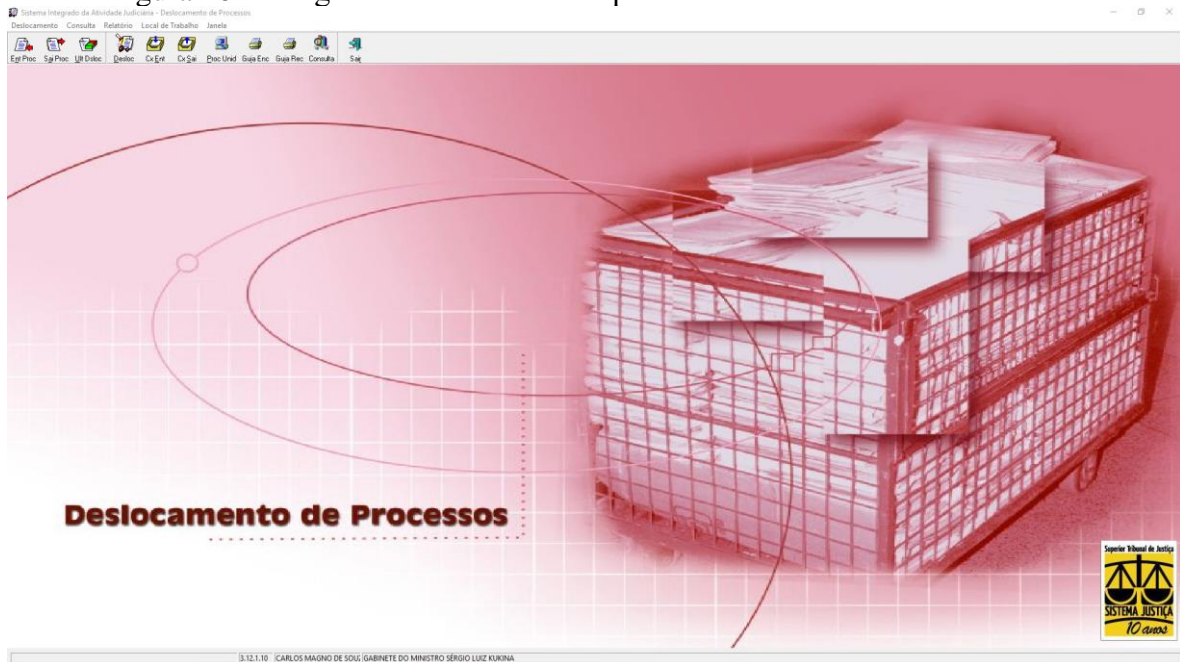 Sistema Integrado da Atividade Judiciária - Deslocamento de Processos
Deslocamento Consulta Relatório Local de Trabalho Janela
Ent Proc Sai Proc Ult Dsloc Desloc Cx Ent Cx Sai Proc Unid Guia Enc Guia Rec Consulta Sair
Deslocamento de Processos
Superior Tribunal de Justiça
SISTEMA JUSTIÇA
10 anos
3.12.1.10 CARLOS MAGNO DE SOUZ GABINETE DO MINISTRO SÉRGIO LUIZ KUKINA